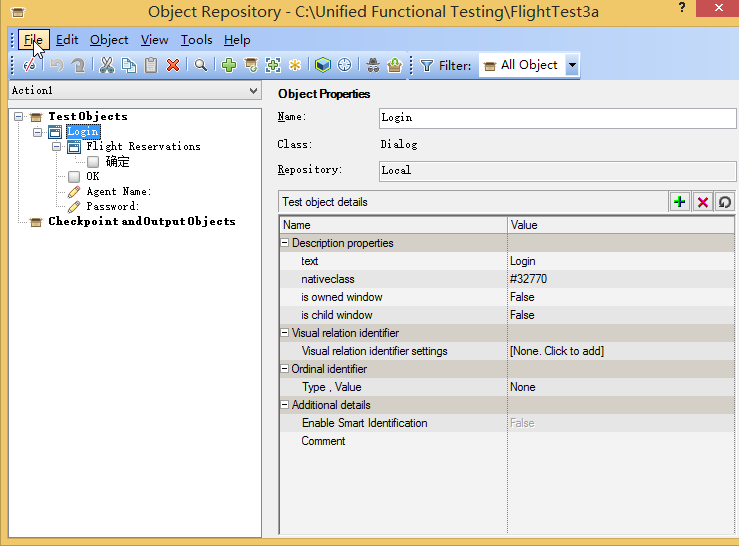 Object Repository - C:\Unified Functional Testing\FlightTest3a
File Edit Object View Tools Help
Filter: All Object
Action1
TestObjects
Login
Flight Reservations
确定
OK
Agent Name:
Password:
CheckpointandOutputObjects
Object Properties
Name: Login
Class: Dialog
Repository: Local
Test object details
Name Value
Description properties
text Login
nativeclass #32770
is owned window False
is child window False
Visual relation identifier
Visual relation identifier settings [None. Click to add]
Ordinal identifier
Type , Value None
Additional details
Enable Smart Identification False
Comment